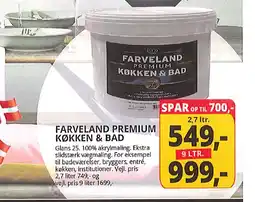 FARVELAND
PREMIUM
KØKKEN & BAD
SPAR OP TIL 700,-
2,7 ltr.
549,-
9 LTR.
999,-
FARVELAND PREMIUM
KØKKEN & BAD
Glans 25. 100% akrylmaling. Ekstra
slidstærk vægmaling. For eksempel
til badeværelser, bryggers, entré,
køkken, institutioner. Vejl. pris
2,7 liter 749,- og
vejl. pris 9 liter 1699,-